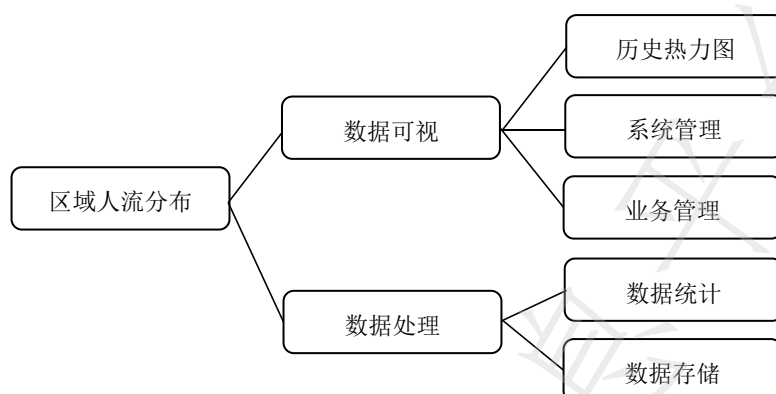 历史热力图
数据可视
系统管理
区域人流分布
业务管理
数据统计
数据处理
数据存储